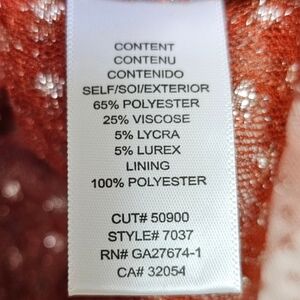 CONTENT
CONTENU
CONTENIDO
SELF/SOI/EXTERIOR
65% POLYESTER
25% VISCOSE
5% LYCRA
5% LUREX
LINING
100% POLYESTER
CUT# 50900
STYLE# 7037
RN# GA27674-1
CA# 32054